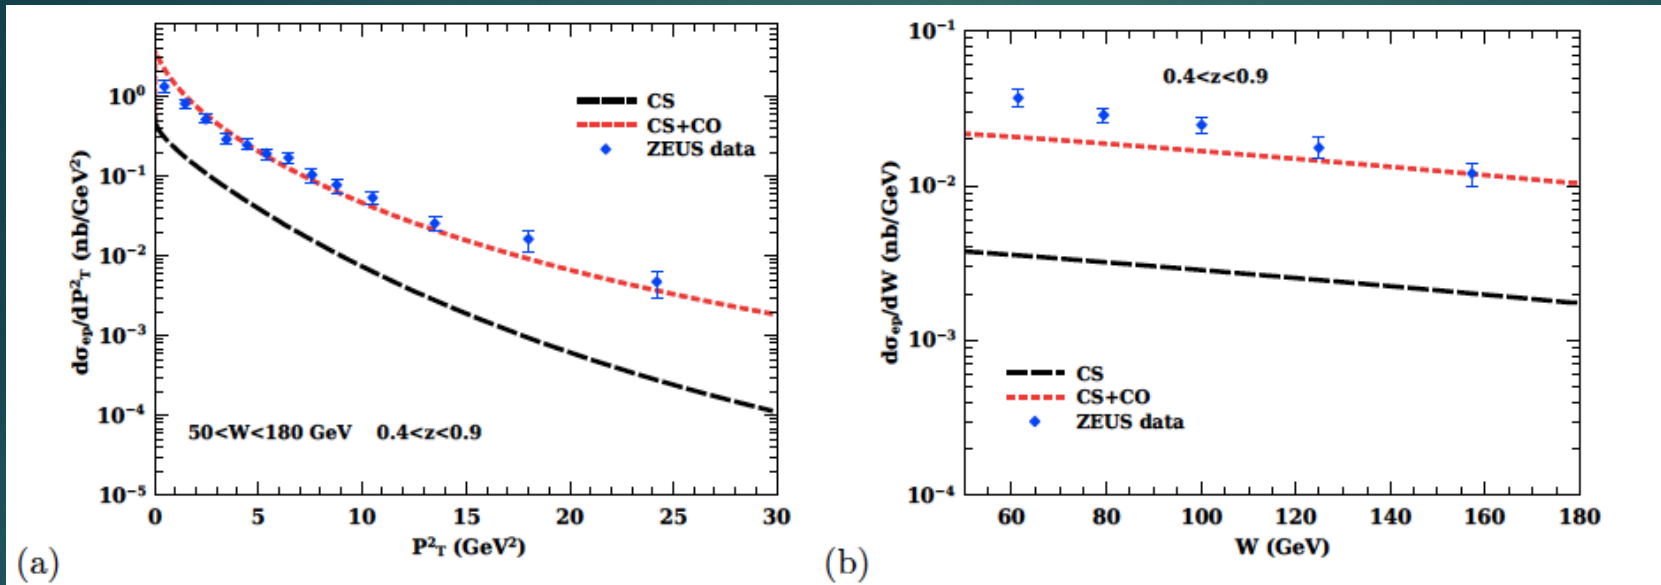 10⁰
10⁻¹
10⁻²
10⁻³
10⁻⁴
10⁻⁵
dσₑₚ/dP²_T (nb/GeV²)
CS
CS+CO
ZEUS data
50<W<180 GeV 0.4<z<0.9
0 5 10 15 20 25 30
P²_T (GeV²)
(a)
10⁻¹
10⁻²
10⁻³
10⁻⁴
dσₑₚ/dW (nb/GeV)
0.4<z<0.9
CS
CS+CO
ZEUS data
60 80 100 120 140 160 180
W (GeV)
(b)